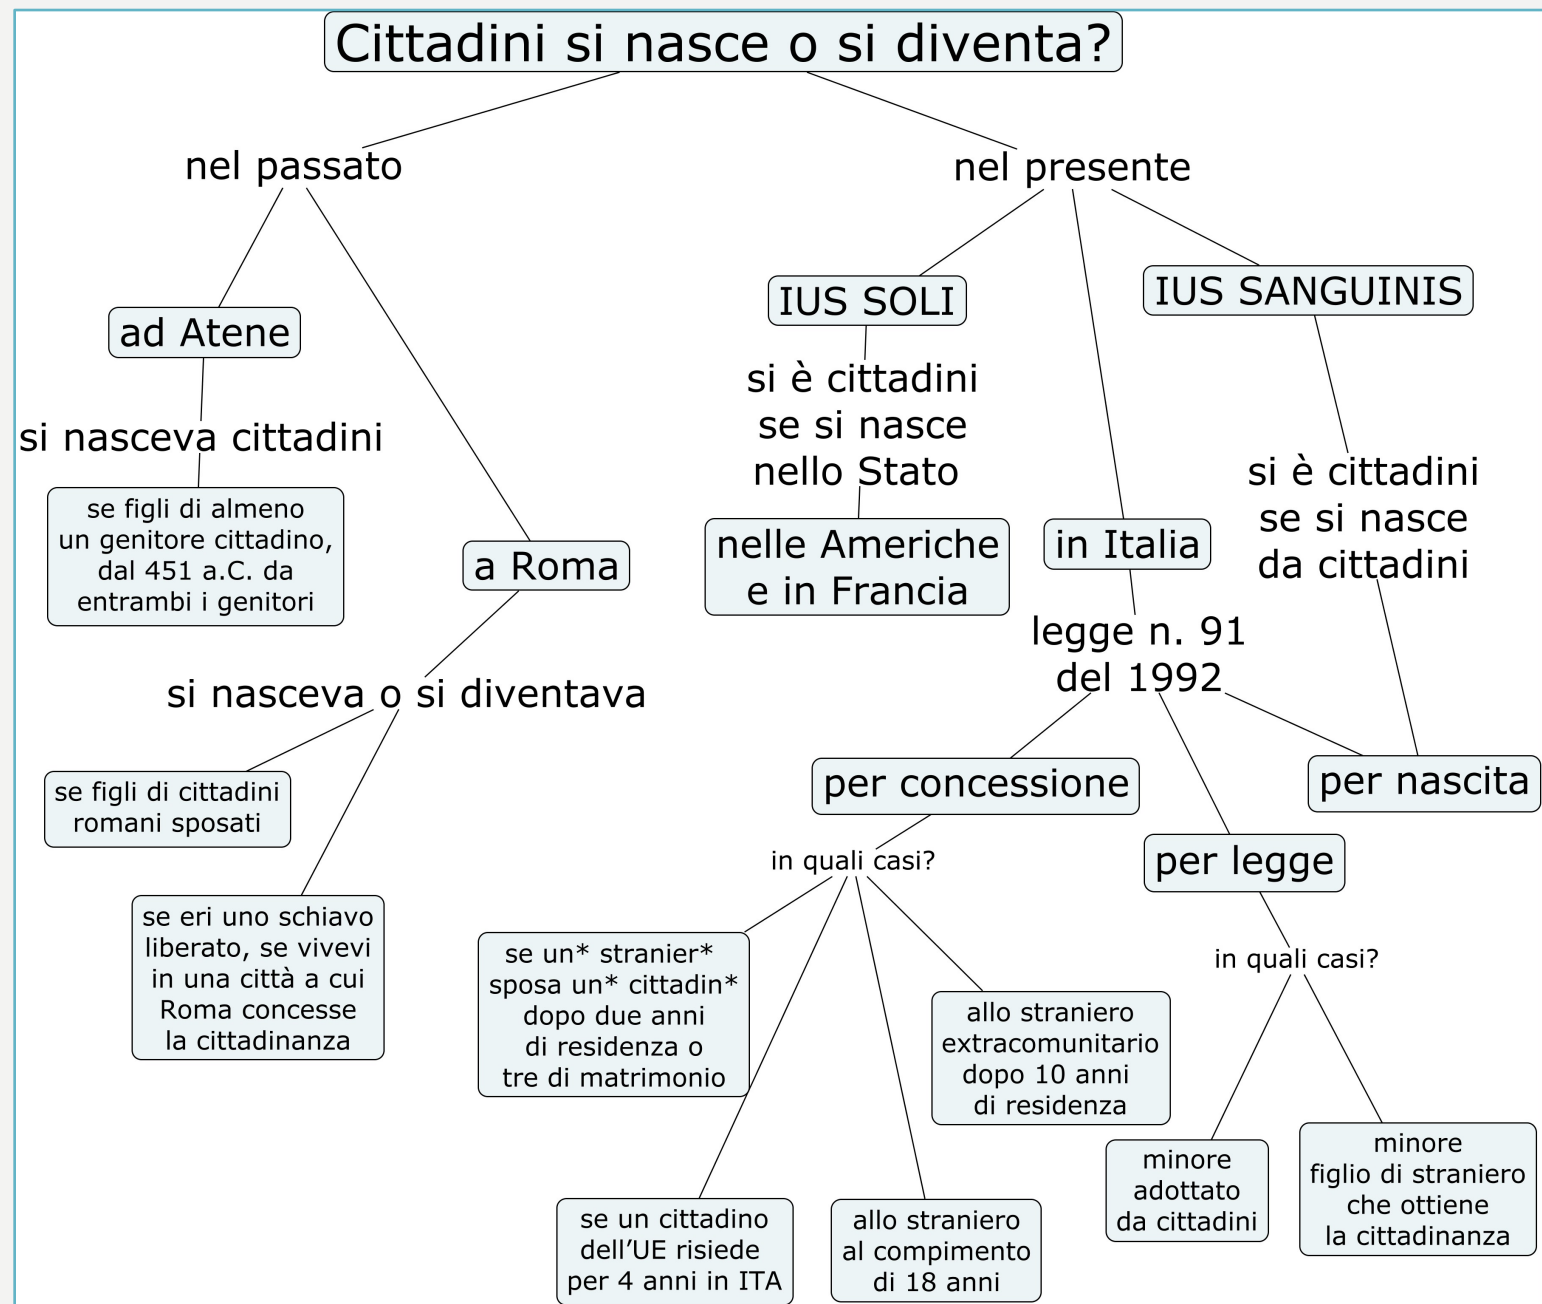 Cittadini si nasce o si diventa?
nel passato
ad Atene
si nasceva cittadini
se figli di almeno
un genitore cittadino,
dal 451 a.C. da
entrambi i genitori
a Roma
si nasceva o si diventava
se figli di cittadini
romani sposati
se eri uno schiavo
liberato, se vivevi
in una città a cui
Roma concesse
la cittadinanza
nel presente
IUS SOLI
si è cittadini
se si nasce
nello Stato
nelle Americhe
e in Francia
in Italia
legge n. 91
del 1992
per concessione
in quali casi?
se un* stranier*
sposa un* cittadin*
dopo due anni
di residenza o
tre di matrimonio
se un cittadino
dell’UE risiede
per 4 anni in ITA
allo straniero
al compimento
di 18 anni
allo straniero
extracomunitario
dopo 10 anni
di residenza
per legge
in quali casi?
minore
adottato
da cittadini
minore
figlio di straniero
che ottiene
la cittadinanza
IUS SANGUINIS
si è cittadini
se si nasce
da cittadini
per nascita